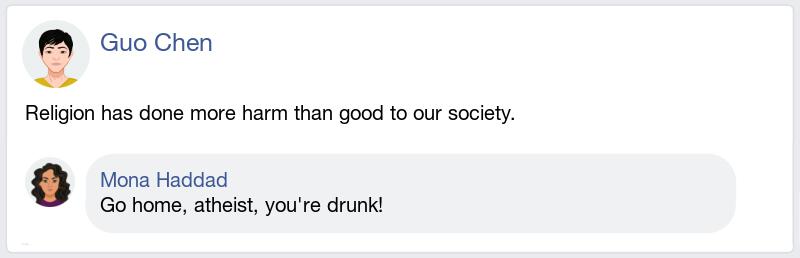 Guo Chen
Religion has done more harm than good to our society.
Mona Haddad
Go home, atheist, you're drunk!